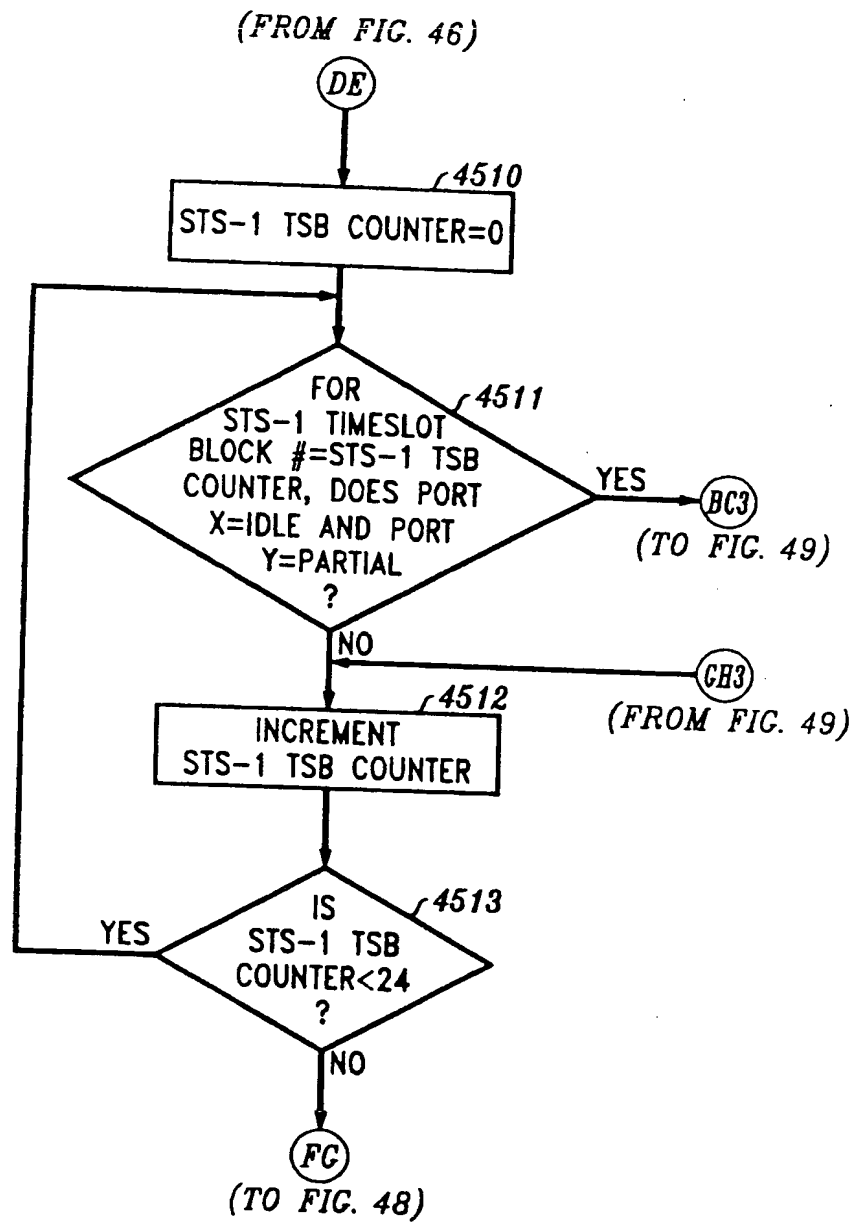 (FROM FIG. 46)
DE
4510
STS-1 TSB COUNTER=0
4511
FOR
STS-1 TIMESLOT
BLOCK #=STS-1 TSB
COUNTER, DOES PORT
X=IDLE AND PORT
Y=PARTIAL
?
YES
BC3
(TO FIG. 49)
NO
GH3
(FROM FIG. 49)
4512
INCREMENT
STS-1 TSB COUNTER
4513
IS
STS-1 TSB
COUNTER<24
?
YES
NO
FG
(TO FIG. 48)